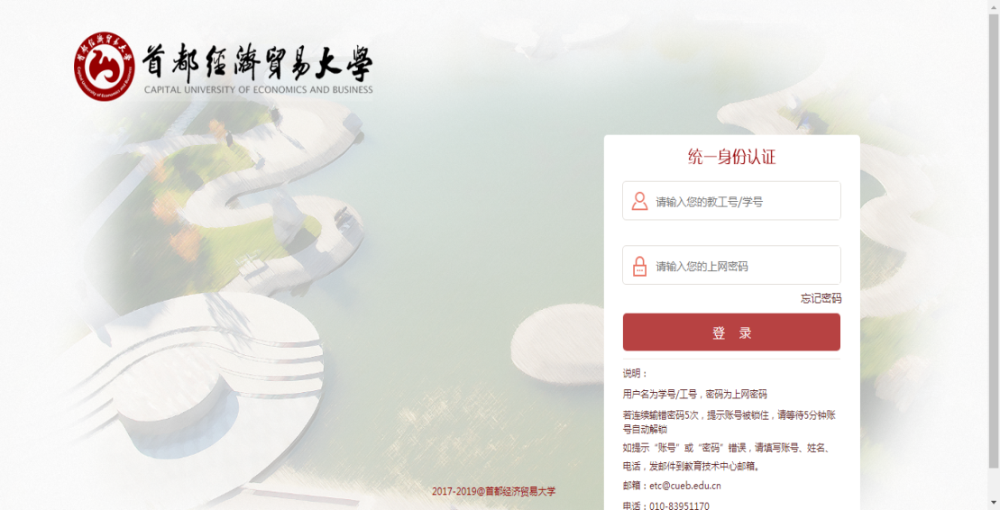 首都經濟貿易大學
CAPITAL UNIVERSITY OF ECONOMICS AND BUSINESS
统一身份认证
请输入您的教工号/学号
请输入您的上网密码
忘记密码
登 录
说明：
用户名为学号/工号，密码为上网密码
若连续输错密码5次，提示账号被锁住，请等待5分钟账
号自动解锁
如提示“账号”或“密码”错误，请填写账号、姓名、
电话，发邮件到教育技术中心邮箱。
邮箱：etc@cueb.edu.cn
电话：010-83951170
2017-2019@首都经济贸易大学